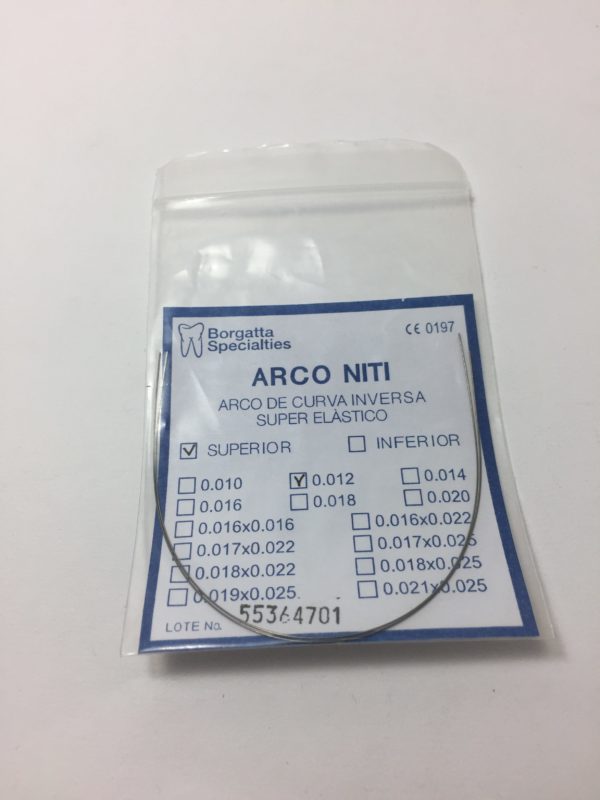 Borgatta
Specialties
CE 0197
ARCO NITI
ARCO DE CURVA INVERSA
SUPER ELÀSTICO
SUPERIOR INFERIOR
0.010 0.012 0.014
0.016 0.018 0.020
0.016x0.016 0.016x0.022
0.017x0.022 0.017x0.025
0.018x0.022 0.018x0.025
0.019x0.025 0.021x0.025
LOTE No. 55364701